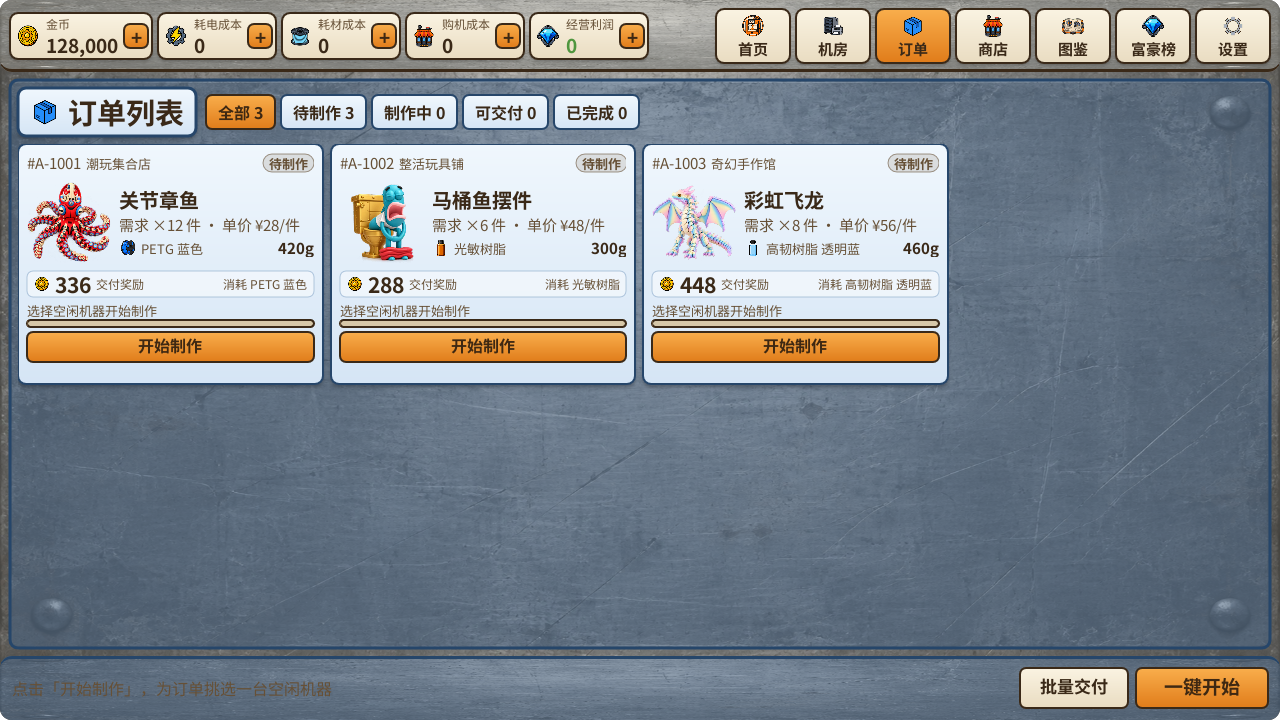 金币
128,000 +
耗电成本
0 +
耗材成本
0 +
购机成本
0 +
经营利润
0 +
首页
机房
订单
商店
图鉴
富豪榜
设置
订单列表
全部 3
待制作 3
制作中 0
可交付 0
已完成 0
#A-1001 潮玩集合店 待制作
关节章鱼
需求 ×12 件 · 单价 ¥28/件
PETG 蓝色 420g
336 交付奖励 消耗 PETG 蓝色
选择空闲机器开始制作
开始制作
#A-1002 整活玩具铺 待制作
马桶鱼摆件
需求 ×6 件 · 单价 ¥48/件
光敏树脂 300g
288 交付奖励 消耗 光敏树脂
选择空闲机器开始制作
开始制作
#A-1003 奇幻手作馆 待制作
彩虹飞龙
需求 ×8 件 · 单价 ¥56/件
高韧树脂 透明蓝 460g
448 交付奖励 消耗 高韧树脂 透明蓝
选择空闲机器开始制作
开始制作
点击「开始制作」，为订单挑选一台空闲机器
批量交付
一键开始